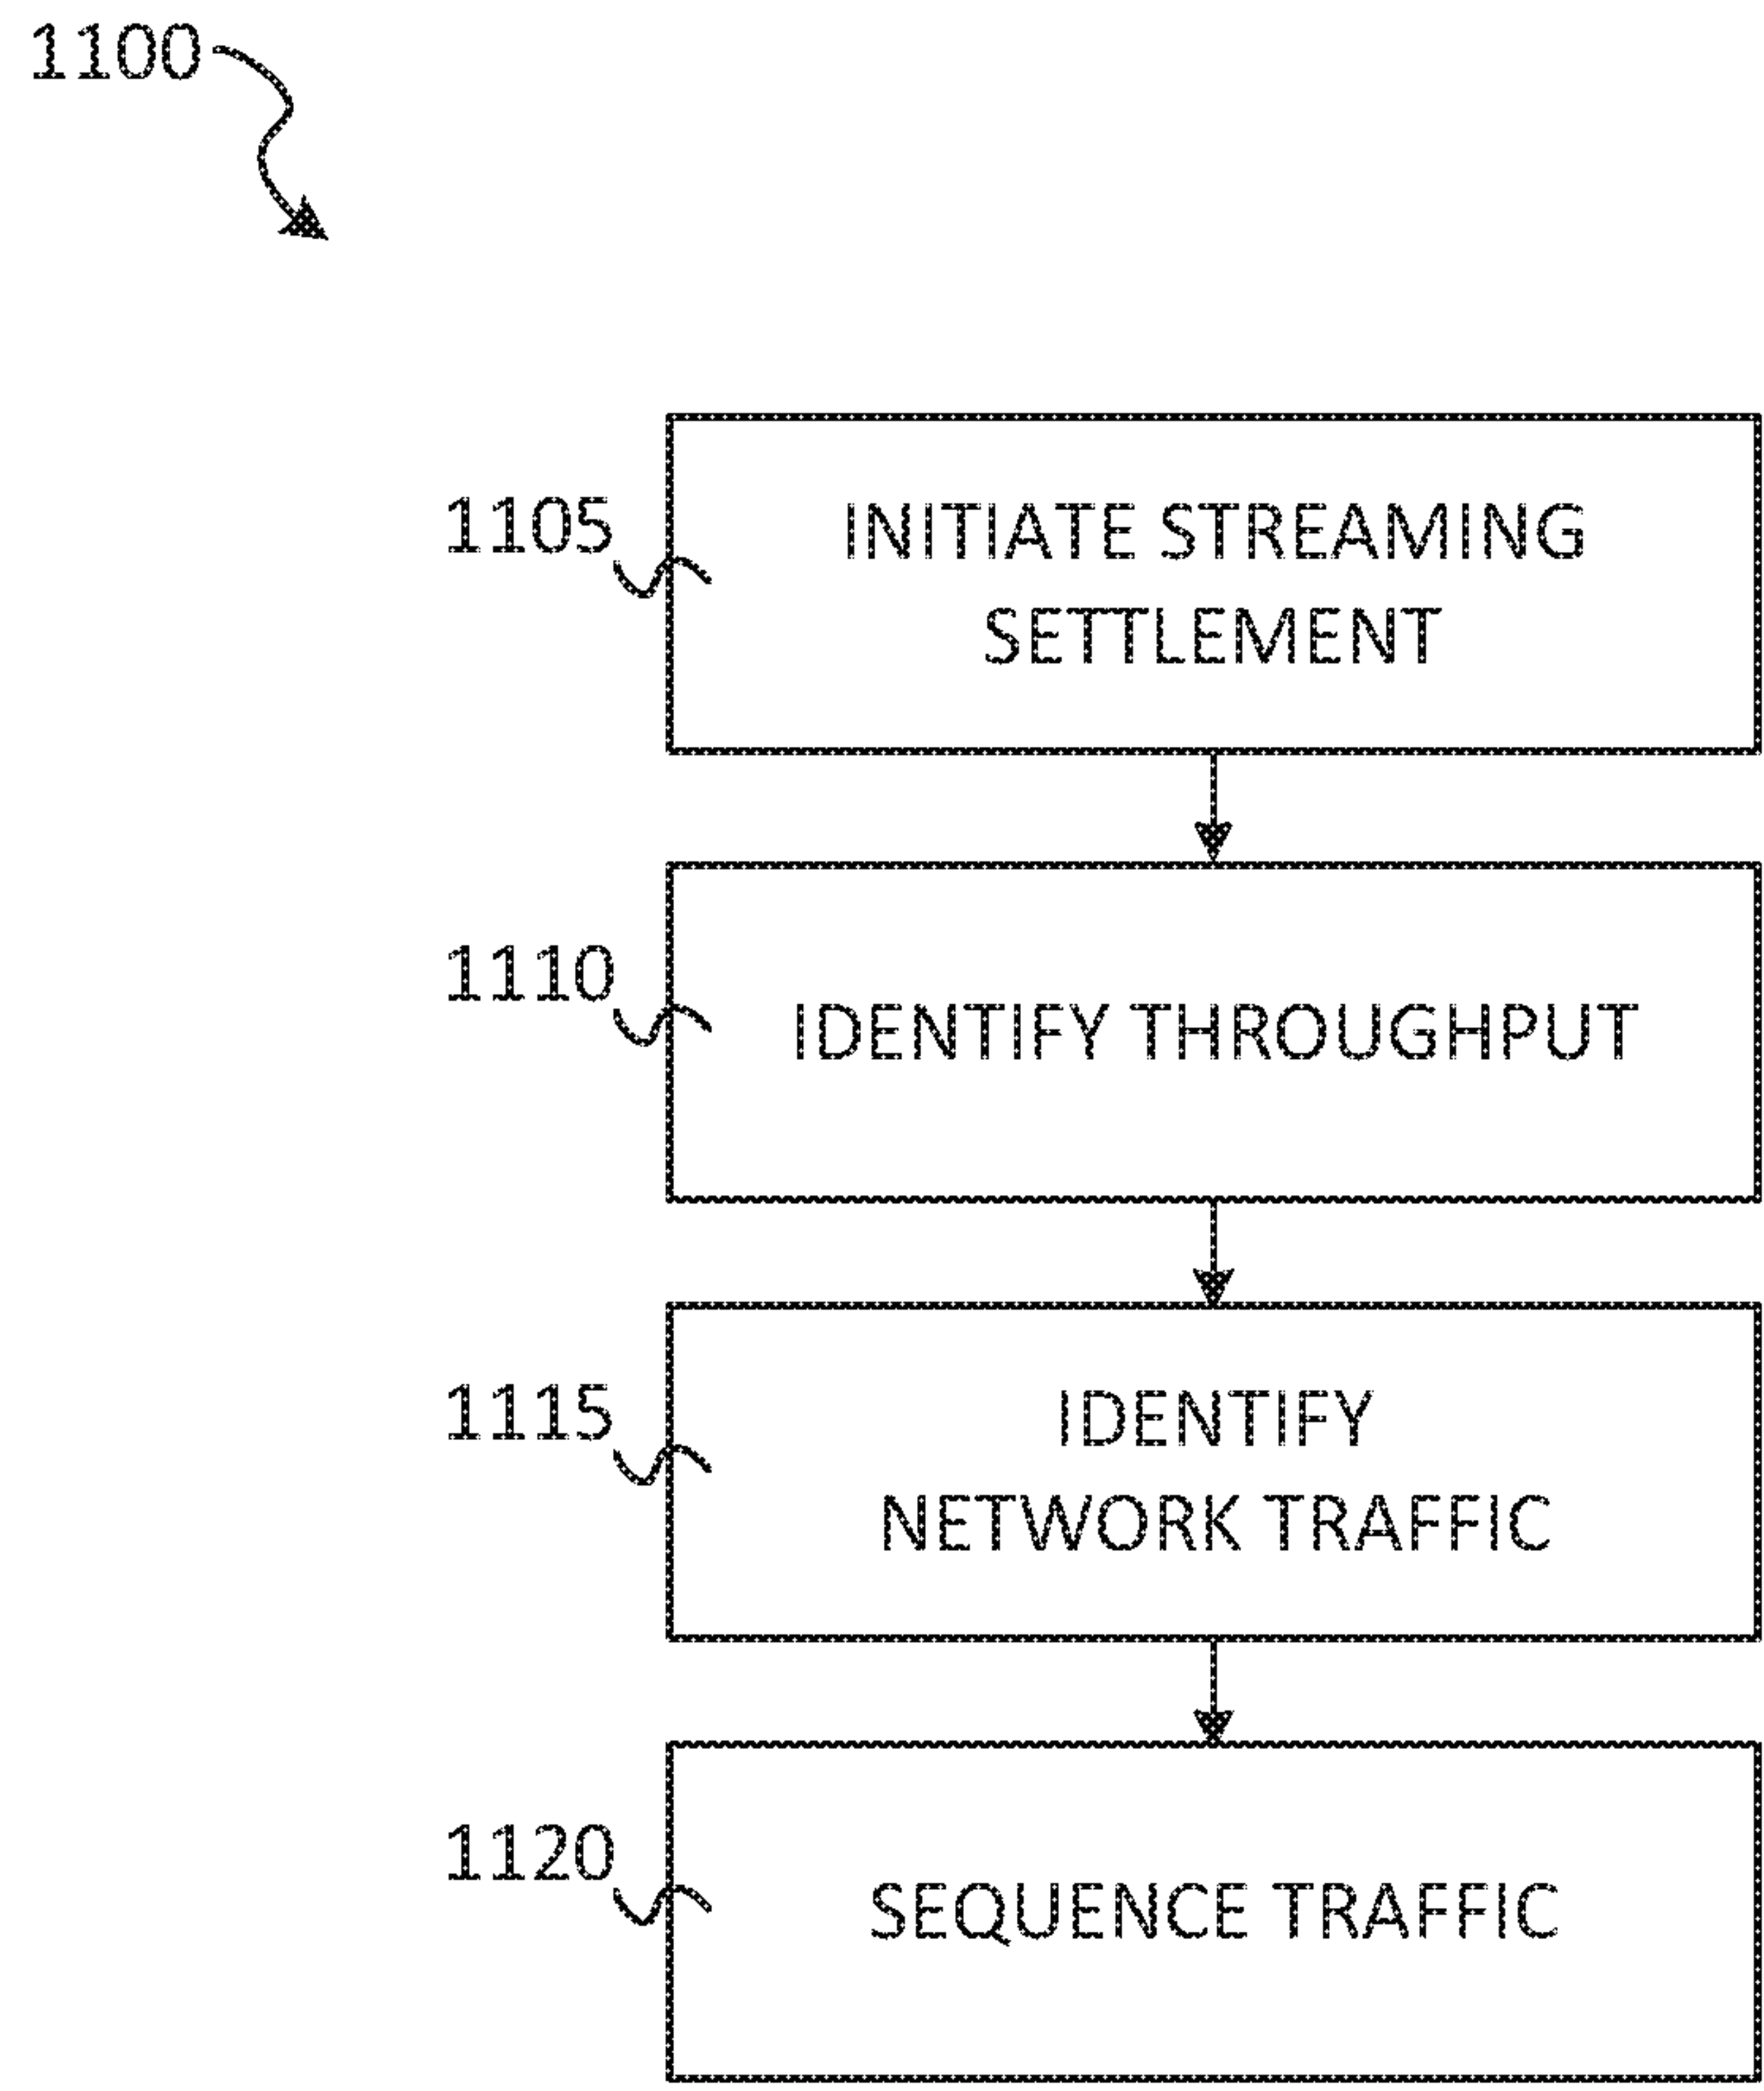 1100
1105
INITIATE STREAMING
SETTLEMENT
1110
IDENTIFY THROUGHPUT
1115
IDENTIFY
NETWORK TRAFFIC
1120
SEQUENCE TRAFFIC